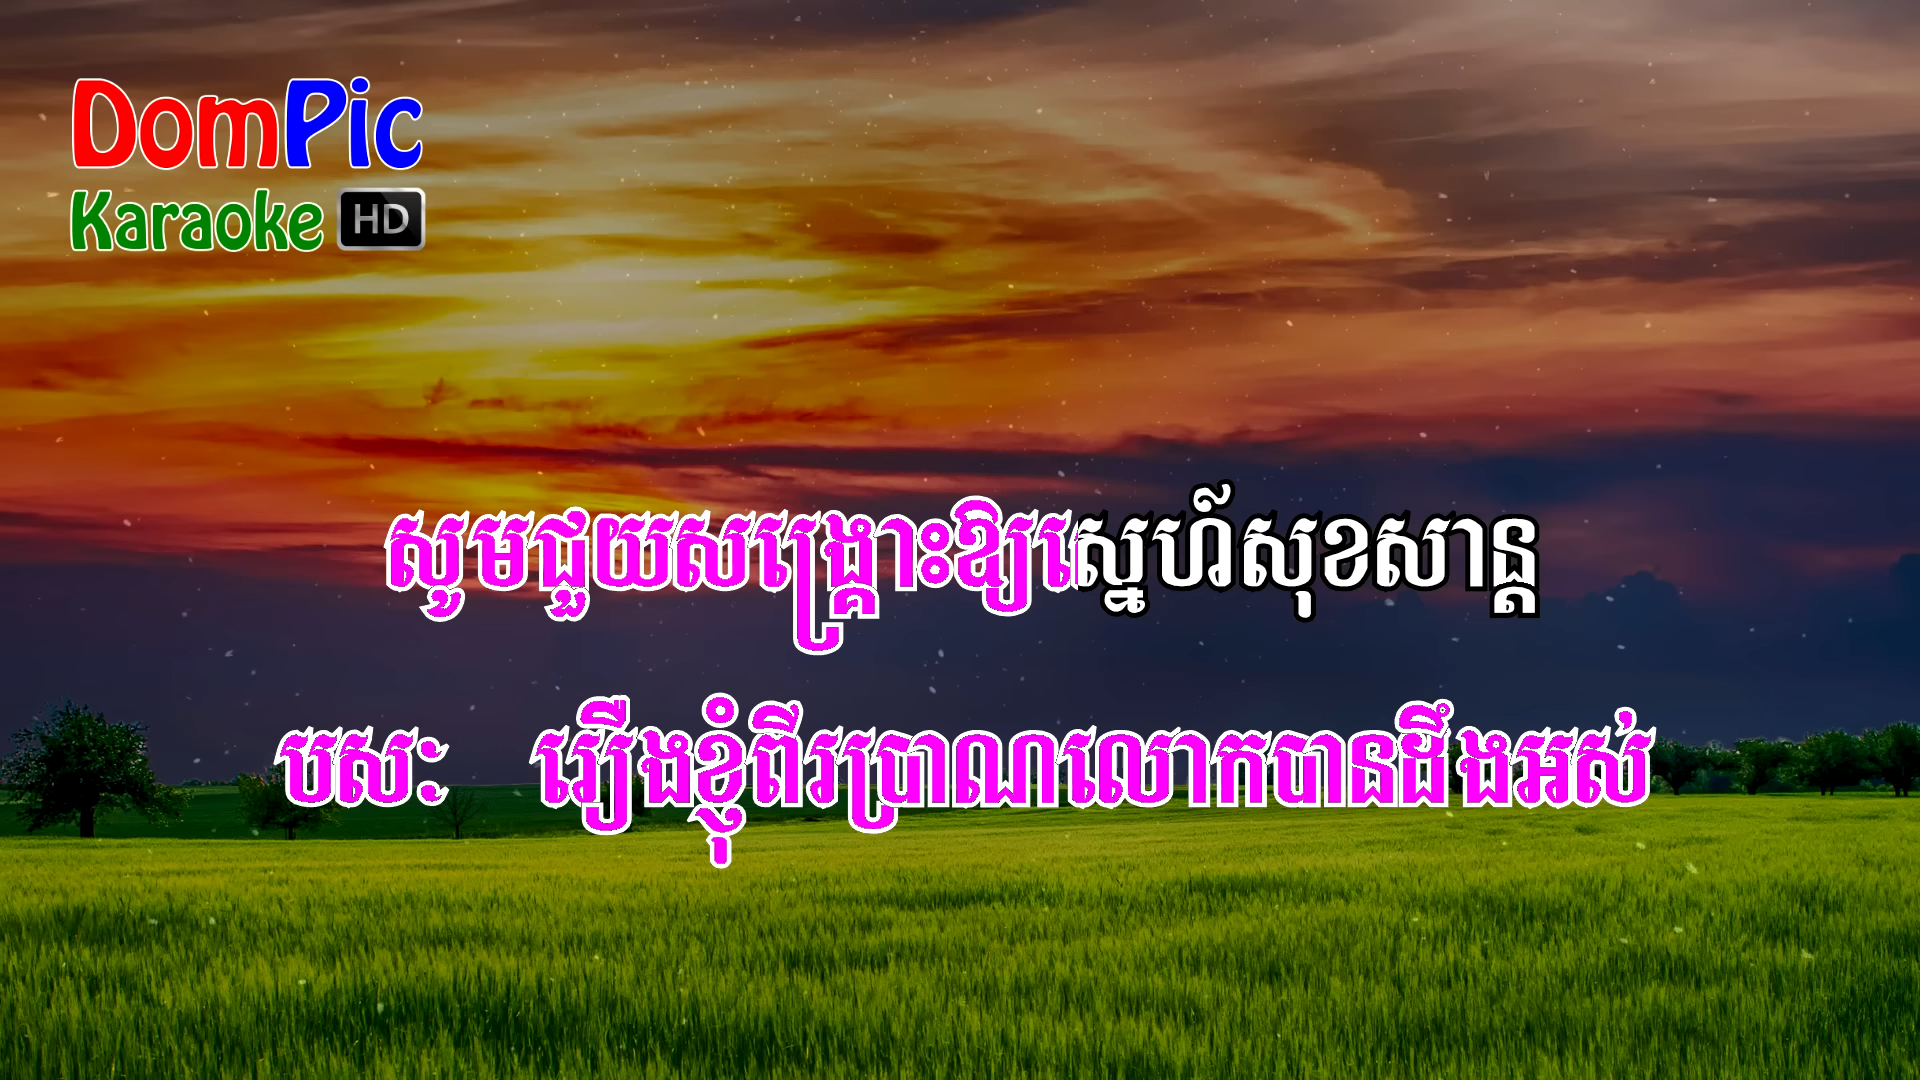 DomPic
Karaoke HD
សូមជួយសង្គ្រោះឱ្យស្នេហ៍សុខសាន្ត
បសៈ រឿងខ្ញុំពីរប្រាណលោកបានដឹងអស់